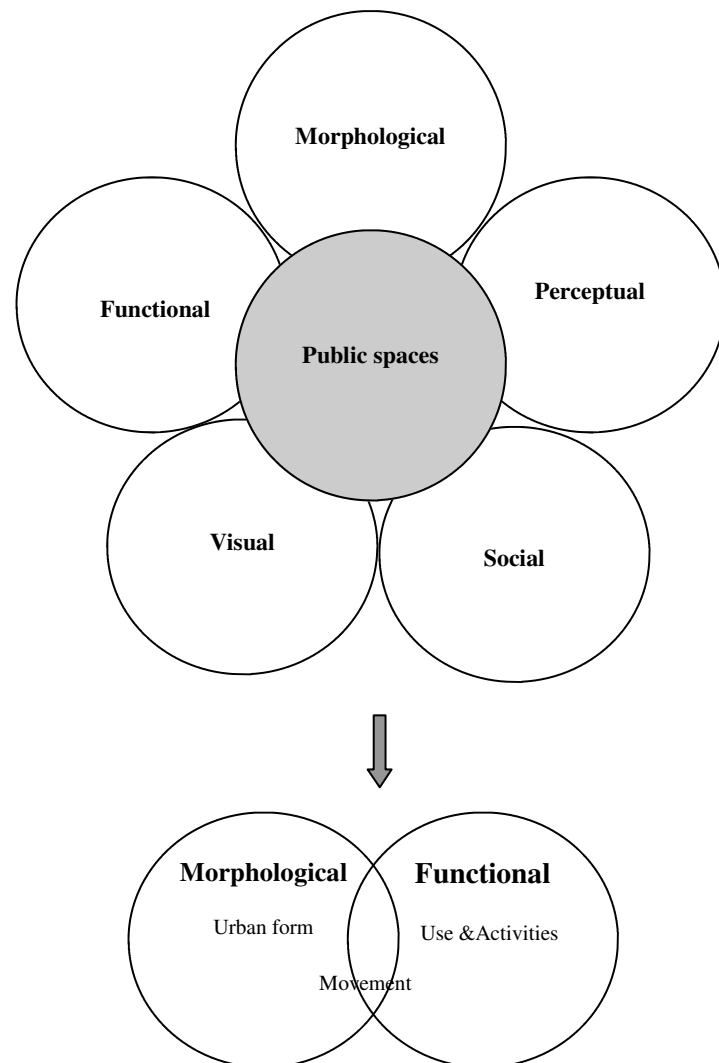 Morphological
Perceptual
Functional
Public spaces
Visual
Social
Morphological
Functional
Urban form
Use &Activities
Movement